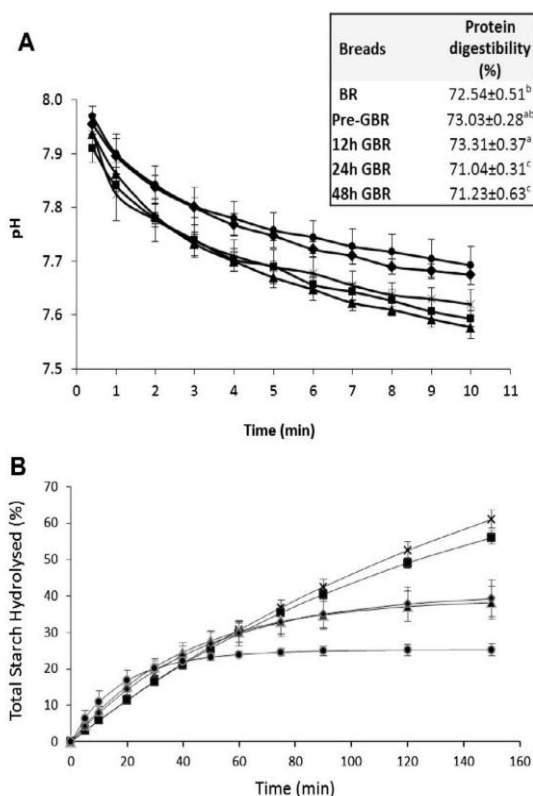 A
Breads Protein digestibility (%)
BR 72.54±0.51ᵇ
Pre-GBR 73.03±0.28ᵃᵇ
12h GBR 73.31±0.37ᵃ
24h GBR 71.04±0.31ᶜ
48h GBR 71.23±0.63ᶜ
8.0
7.9
7.8
7.7
7.6
7.5
pH
0 1 2 3 4 5 6 7 8 9 10 11
Time (min)
B
70
60
50
40
30
20
10
0
Total Starch Hydrolysed (%)
0 20 40 60 80 100 120 140 160
Time (min)